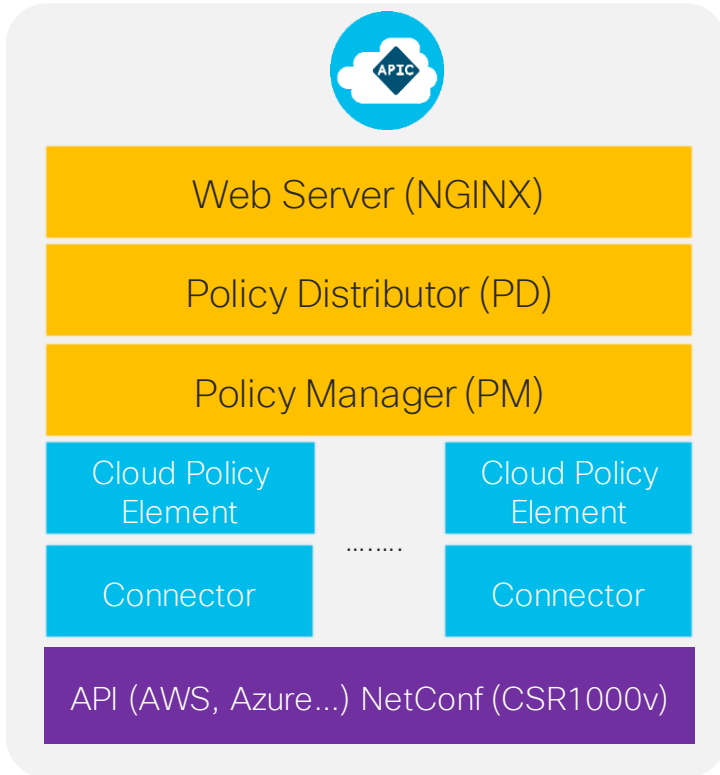 APIC
Web Server (NGINX)
Policy Distributor (PD)
Policy Manager (PM)
Cloud Policy
Element
Cloud Policy
Element
........
Connector
Connector
API (AWS, Azure...) NetConf (CSR1000v)